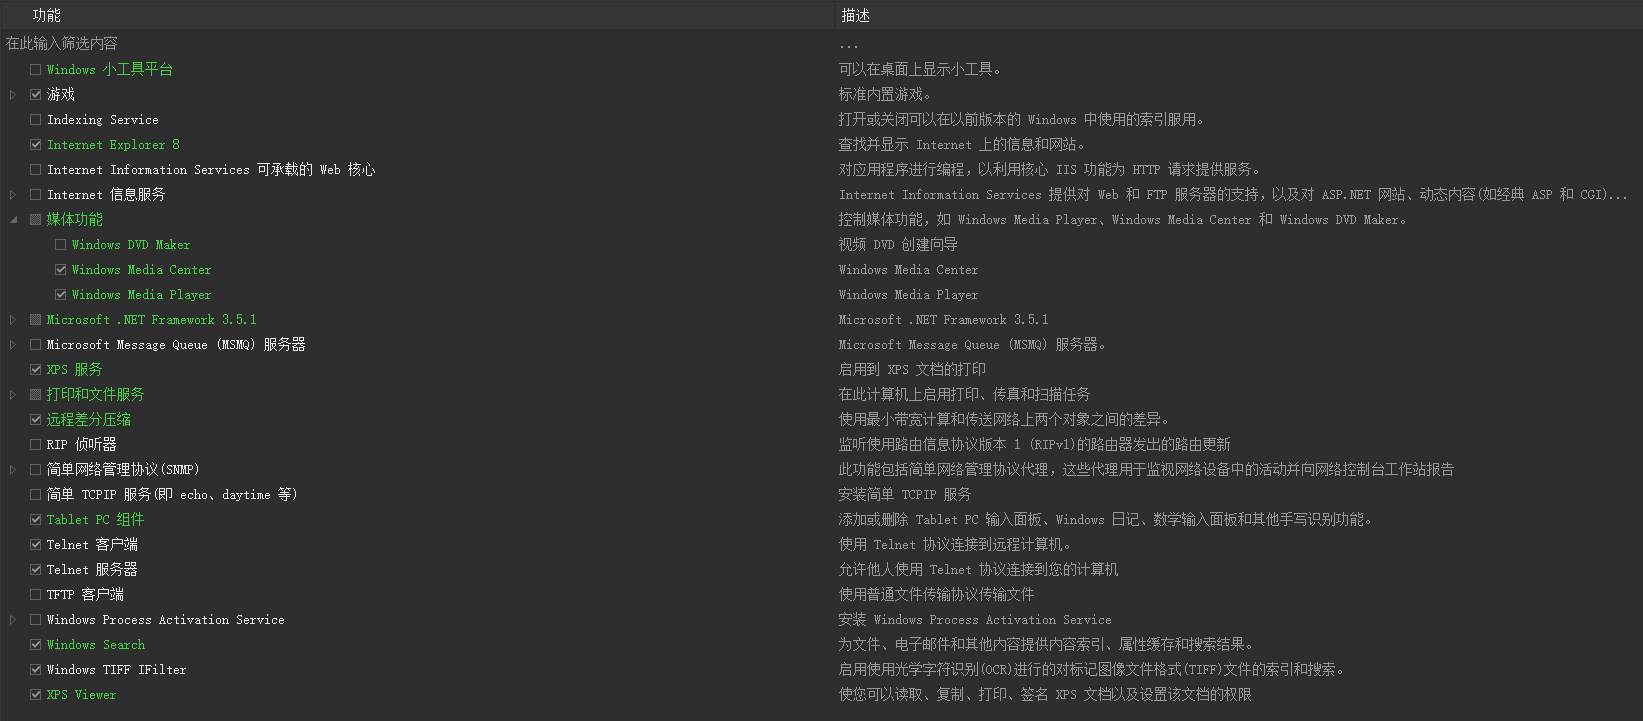 功能 描述
在此输入筛选内容 ...
Windows 小工具平台 可以在桌面上显示小工具。
游戏 标准内置游戏。
Indexing Service 打开或关闭可以在以前版本的 Windows 中使用的索引服用。
Internet Explorer 8 查找并显示 Internet 上的信息和网站。
Internet Information Services 可承载的 Web 核心 对应用程序进行编程，以利用核心 IIS 功能为 HTTP 请求提供服务。
Internet 信息服务 Internet Information Services 提供对 Web 和 FTP 服务器的支持，以及对 ASP.NET 网站、动态内容(如经典 ASP 和 CGI)...
媒体功能 控制媒体功能，如 Windows Media Player、Windows Media Center 和 Windows DVD Maker。
Windows DVD Maker 视频 DVD 创建向导
Windows Media Center Windows Media Center
Windows Media Player Windows Media Player
Microsoft .NET Framework 3.5.1 Microsoft .NET Framework 3.5.1
Microsoft Message Queue (MSMQ) 服务器 Microsoft Message Queue (MSMQ) 服务器。
XPS 服务 启用到 XPS 文档的打印
打印和文件服务 在此计算机上启用打印、传真和扫描任务
远程差分压缩 使用最小带宽计算和传送网络上两个对象之间的差异。
RIP 侦听器 监听使用路由信息协议版本 1 (RIPv1)的路由器发出的路由更新
简单网络管理协议(SNMP) 此功能包括简单网络管理协议代理，这些代理用于监视网络设备中的活动并向网络控制台工作站报告
简单 TCPIP 服务(即 echo、daytime 等) 安装简单 TCPIP 服务
Tablet PC 组件 添加或删除 Tablet PC 输入面板、Windows 日记、数学输入面板和其他手写识别功能。
Telnet 客户端 使用 Telnet 协议连接到远程计算机。
Telnet 服务器 允许他人使用 Telnet 协议连接到您的计算机
TFTP 客户端 使用普通文件传输协议传输文件
Windows Process Activation Service 安装 Windows Process Activation Service
Windows Search 为文件、电子邮件和其他内容提供内容索引、属性缓存和搜索结果。
Windows TIFF IFilter 启用使用光学字符识别(OCR)进行的对标记图像文件格式(TIFF)文件的索引和搜索。
XPS Viewer 使您可以读取、复制、打印、签名 XPS 文档以及设置该文档的权限